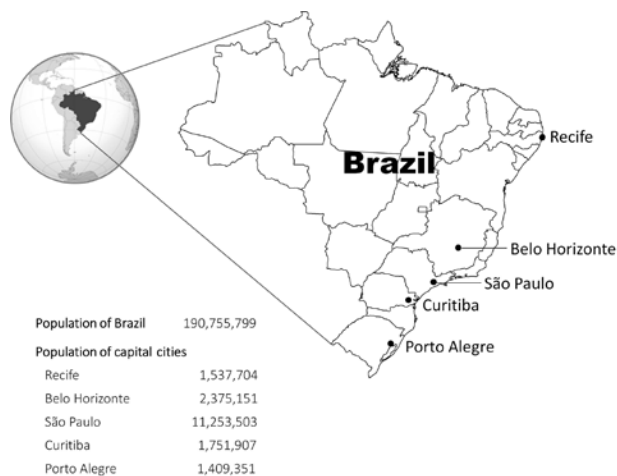 Recife
Brazil
Belo Horizonte
São Paulo
Curitiba
Porto Alegre
Population of Brazil 190,755,799
Population of capital cities
Recife 1,537,704
Belo Horizonte 2,375,151
São Paulo 11,253,503
Curitiba 1,751,907
Porto Alegre 1,409,351